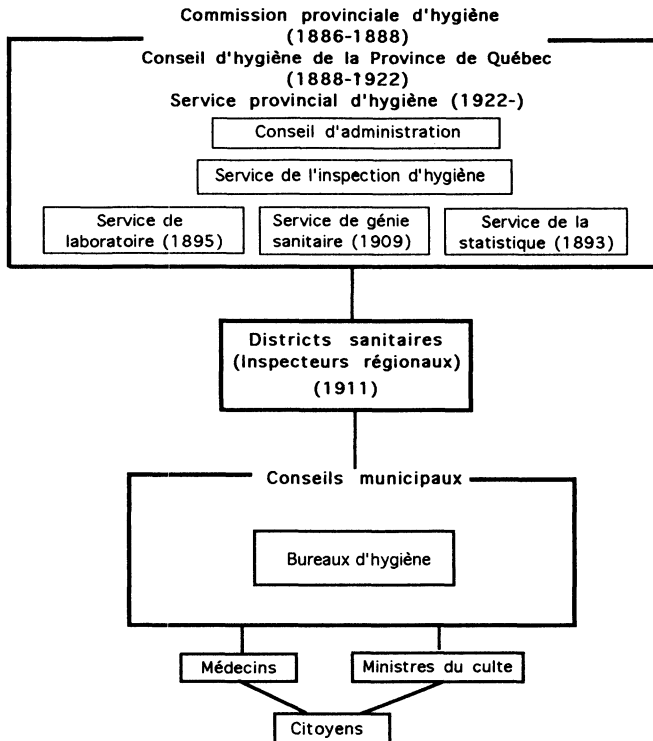 Commission provinciale d'hygiène
(1886-1888)
Conseil d'hygiène de la Province de Québec
(1888-1922)
Service provincial d'hygiène (1922-)
Conseil d'administration
Service de l'inspection d'hygiène
Service de
laboratoire (1895)
Service de génie
sanitaire (1909)
Service de la
statistique (1893)
Districts sanitaires
(Inspecteurs régionaux)
(1911)
Conseils municipaux
Bureaux d'hygiène
Médecins
Ministres du culte
Citoyens